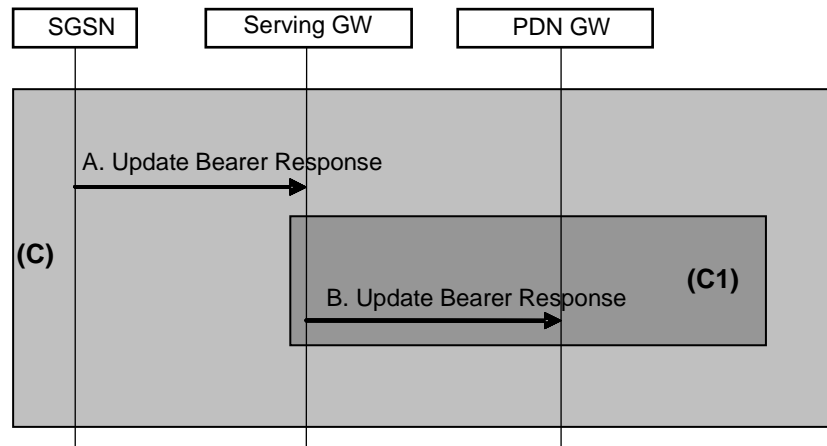 SGSN
Serving GW
PDN GW
A. Update Bearer Response
(C)
(C1)
B. Update Bearer Response